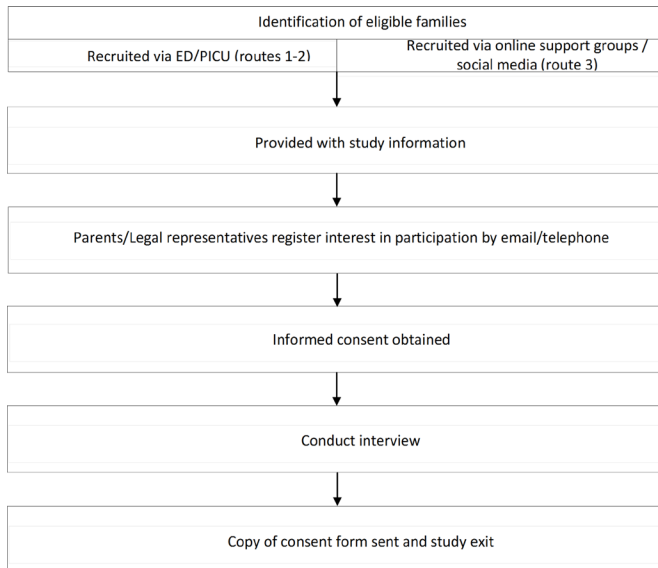 Identification of eligible families
Recruited via ED/PICU (routes 1-2)
Recruited via online support groups /
social media (route 3)
Provided with study information
Parents/Legal representatives register interest in participation by email/telephone
Informed consent obtained
Conduct interview
Copy of consent form sent and study exit